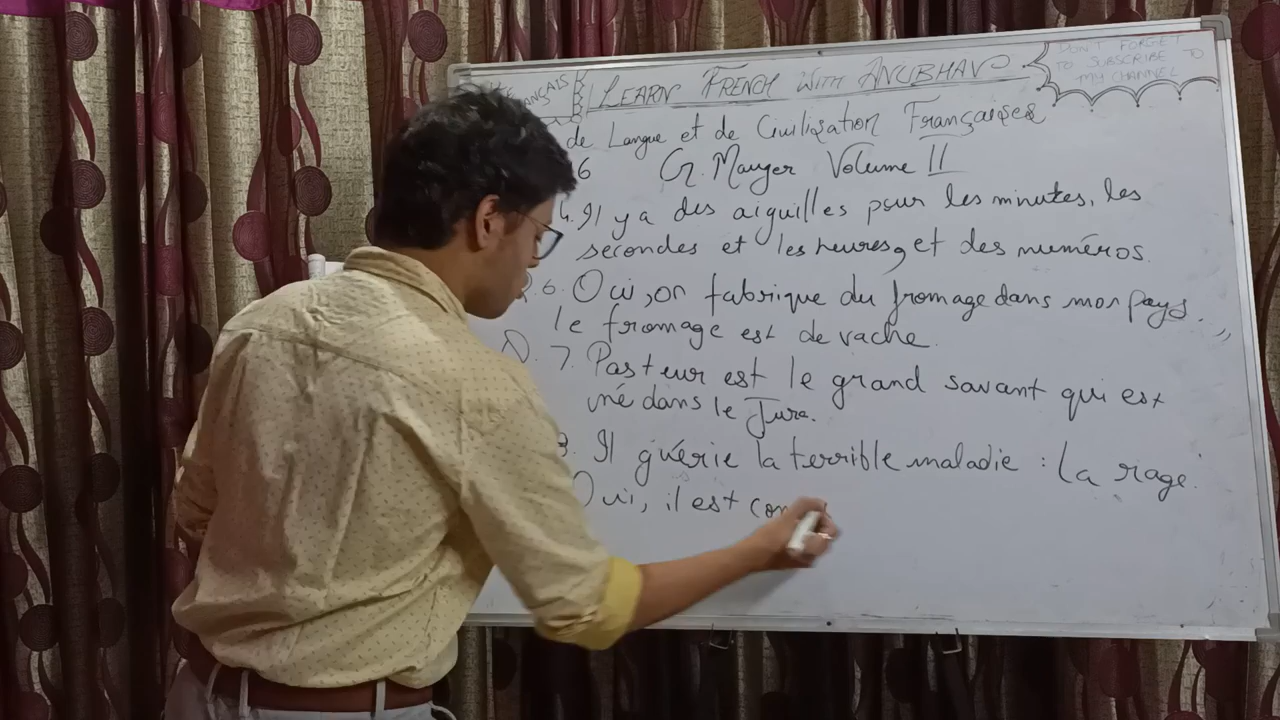 FRANÇAIS
LEARN FRENCH WITH ANUBHAV
DON'T FORGET
TO SUBSCRIBE TO
MY CHANNEL
de Langue et de Civilisation Françaises
6 G. Mauger Volume II
4. Il y a des aiguilles pour les minutes, les
secondes et les heures, et des numéros.
6. Oui, on fabrique du fromage dans mon pays.
le fromage est de vache.
7. Pasteur est le grand savant qui est
né dans le Jura.
8. Il guérie la terrible maladie : La rage.
Oui, il est con